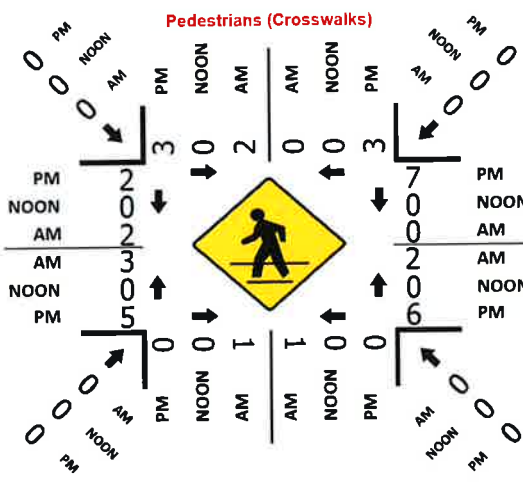 Pedestrians (Crosswalks)
PM NOON AM
0 0 0
PM NOON AM AM NOON PM
3 0 2 0 0 3
PM NOON AM
0 0 0
PM 2
NOON 0
AM 2
AM 3
NOON 0
PM 5
7 PM
0 NOON
0 AM
2 AM
0 NOON
6 PM
0 0 1 1 0 0
PM NOON AM AM NOON PM
0 0 0
AM NOON PM
0 0 0
AM NOON PM